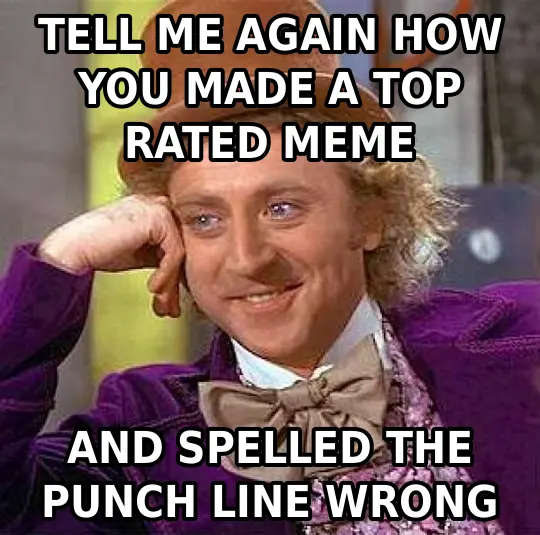 TELL ME AGAIN HOW
YOU MADE A TOP
RATED MEME
AND SPELLED THE
PUNCH LINE WRONG